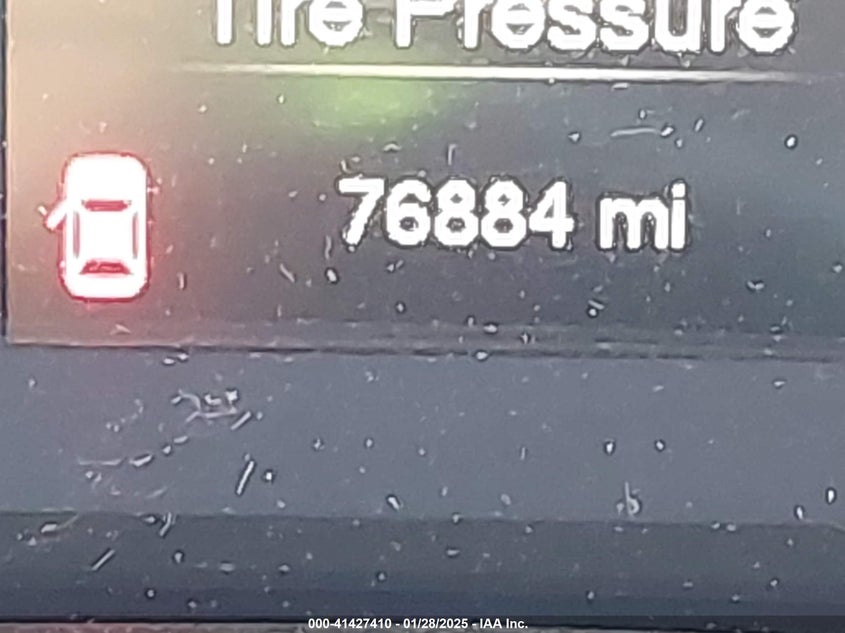 Tire Pressure
76884 mi
000-41427410 - 01/28/2025 - IAA Inc.